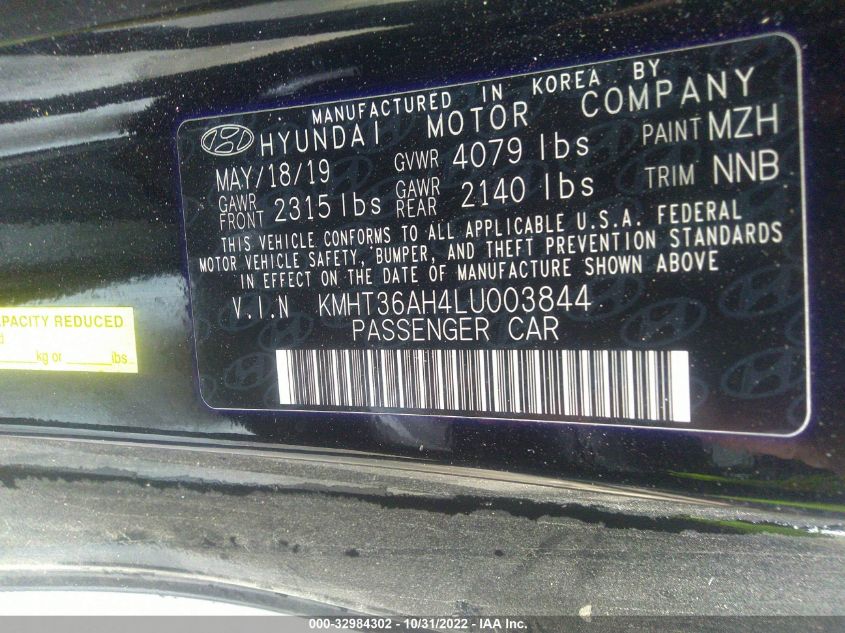 MANUFACTURED IN KOREA BY
HYUNDAI MOTOR COMPANY
MAY/18/19 GVWR 4079 lbs PAINT MZH
GAWR FRONT 2315 lbs GAWR REAR 2140 lbs TRIM NNB
THIS VEHICLE CONFORMS TO ALL APPLICABLE U.S.A. FEDERAL
MOTOR VEHICLE SAFETY, BUMPER, AND THEFT PREVENTION STANDARDS
IN EFFECT ON THE DATE OF MANUFACTURE SHOWN ABOVE
V.I.N KMHT36AH4LU003844
PASSENGER CAR
CAPACITY REDUCED
kg or lbs
000-32984302 - 10/31/2022 - IAA Inc.